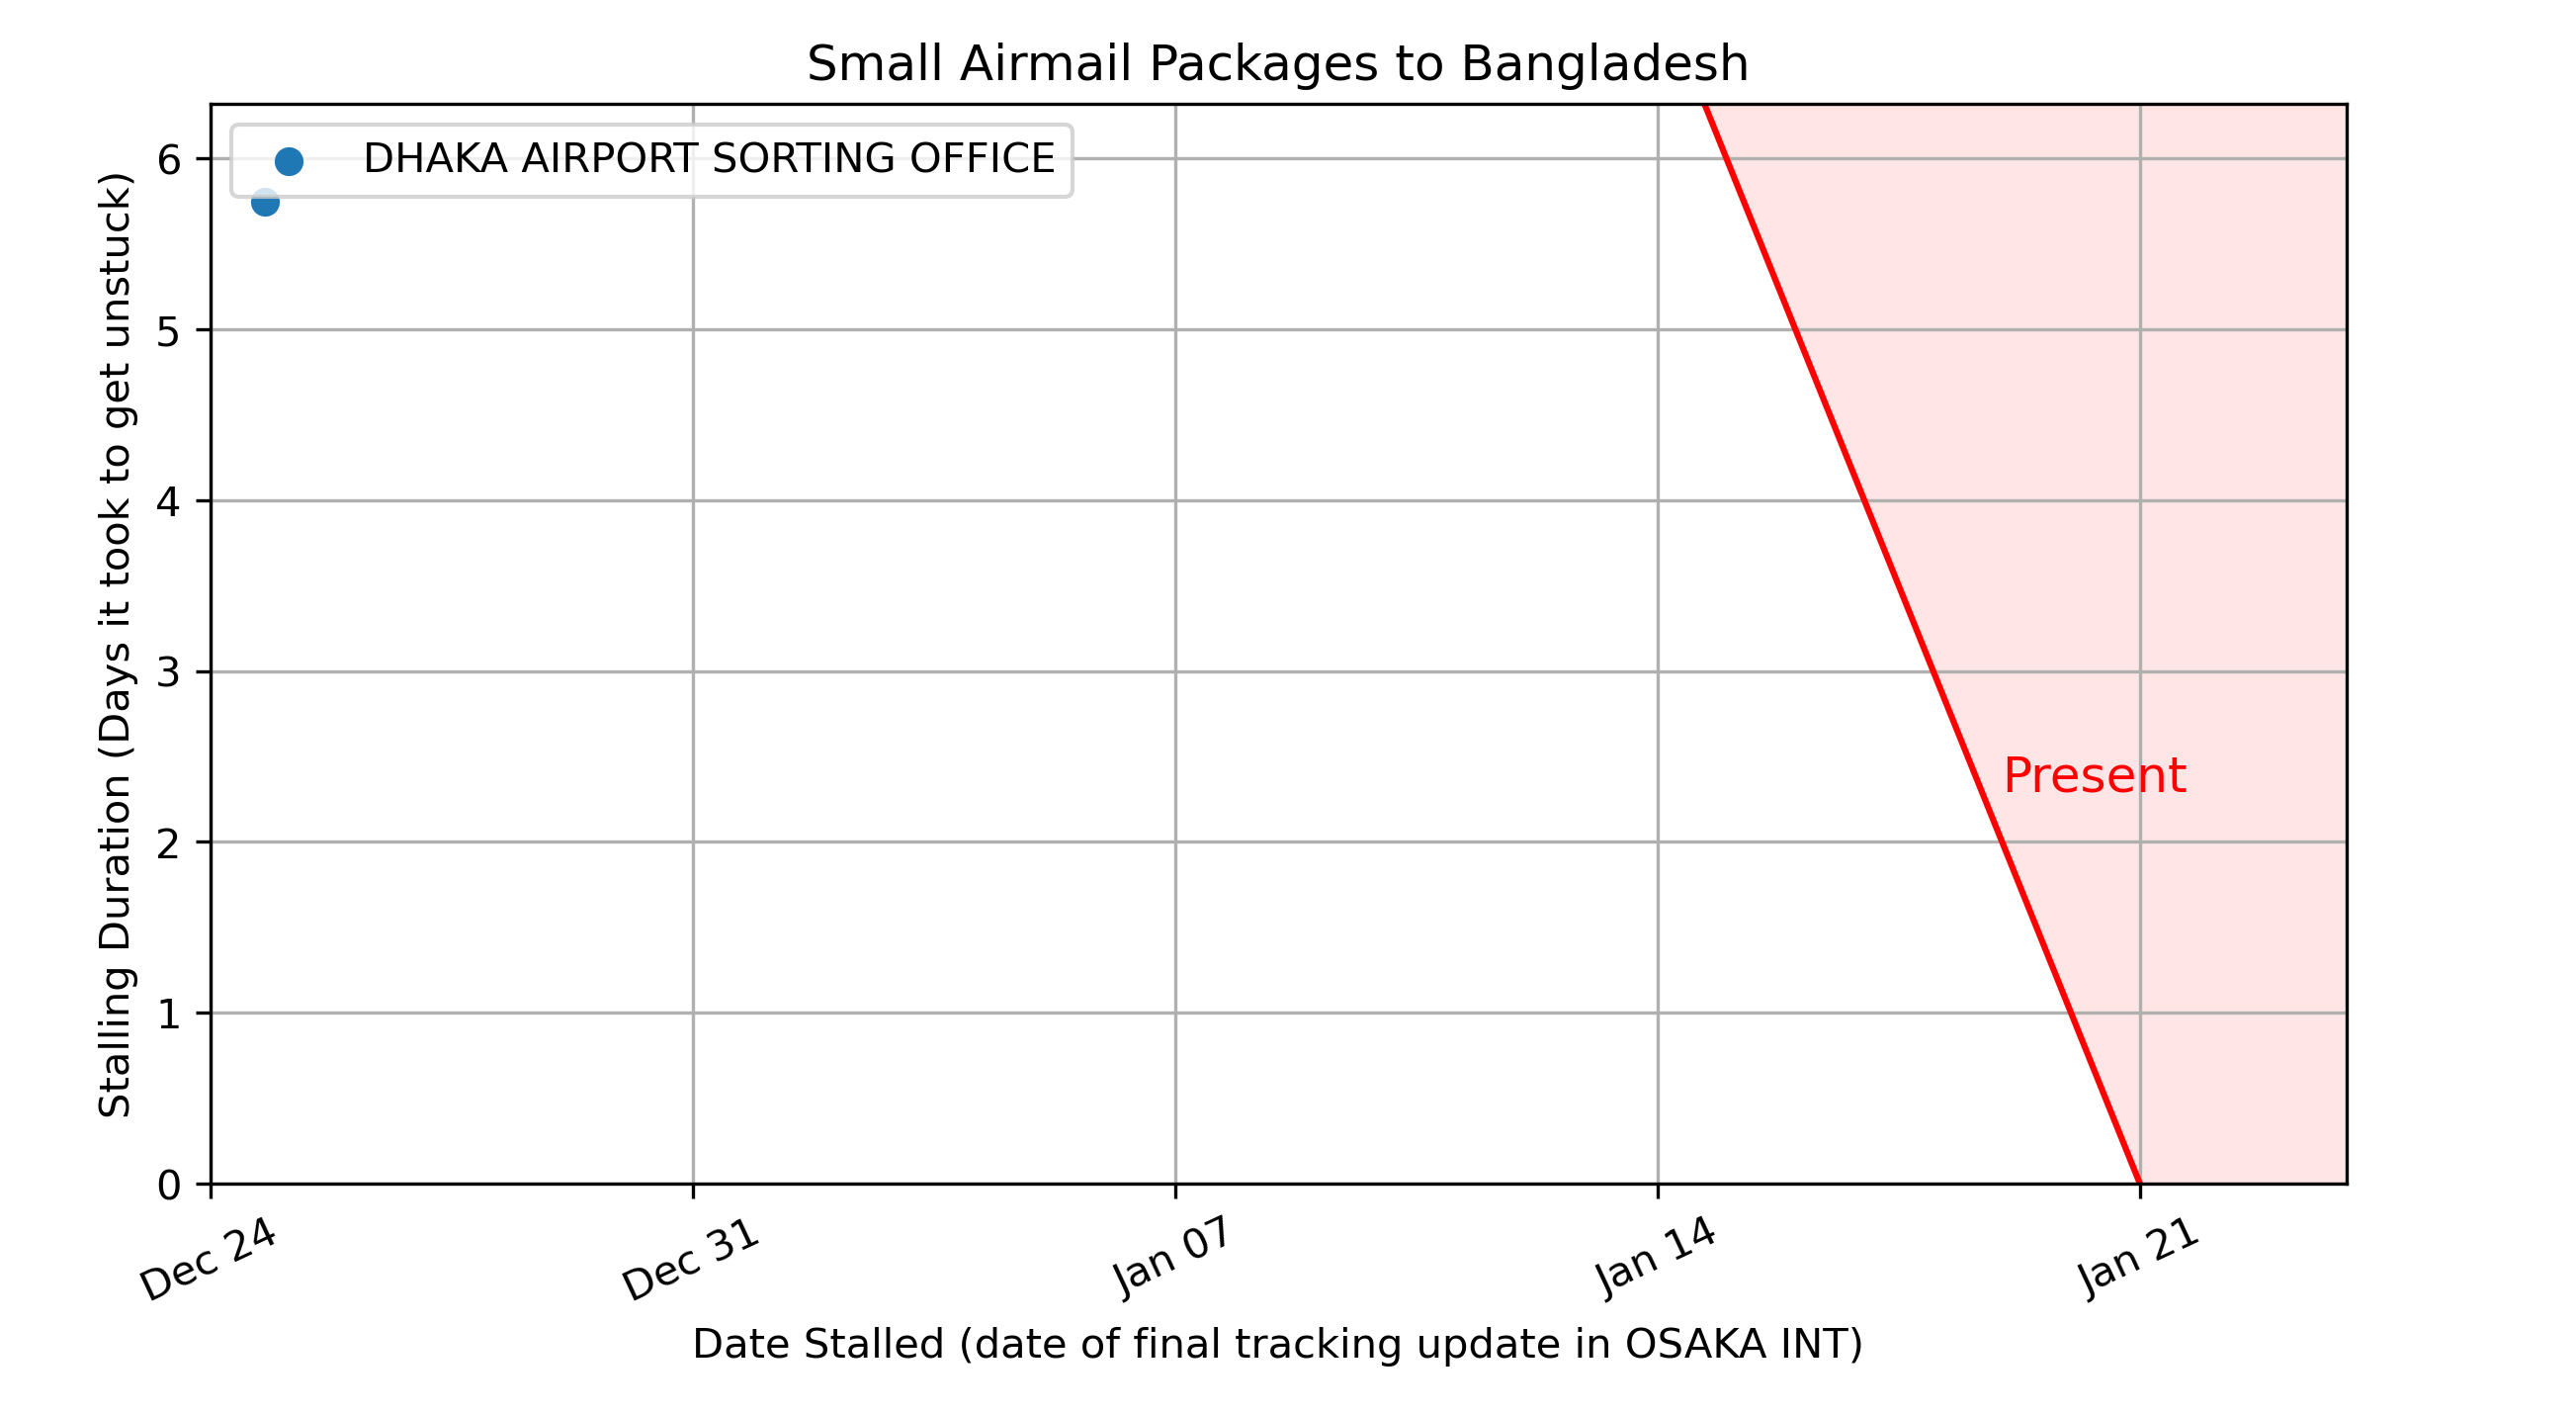 Small Airmail Packages to Bangladesh
DHAKA AIRPORT SORTING OFFICE
Stalling Duration (Days it took to get unstuck)
6
5
4
3
2
1
0
Present
Dec 24
Dec 31
Jan 07
Jan 14
Jan 21
Date Stalled (date of final tracking update in OSAKA INT)